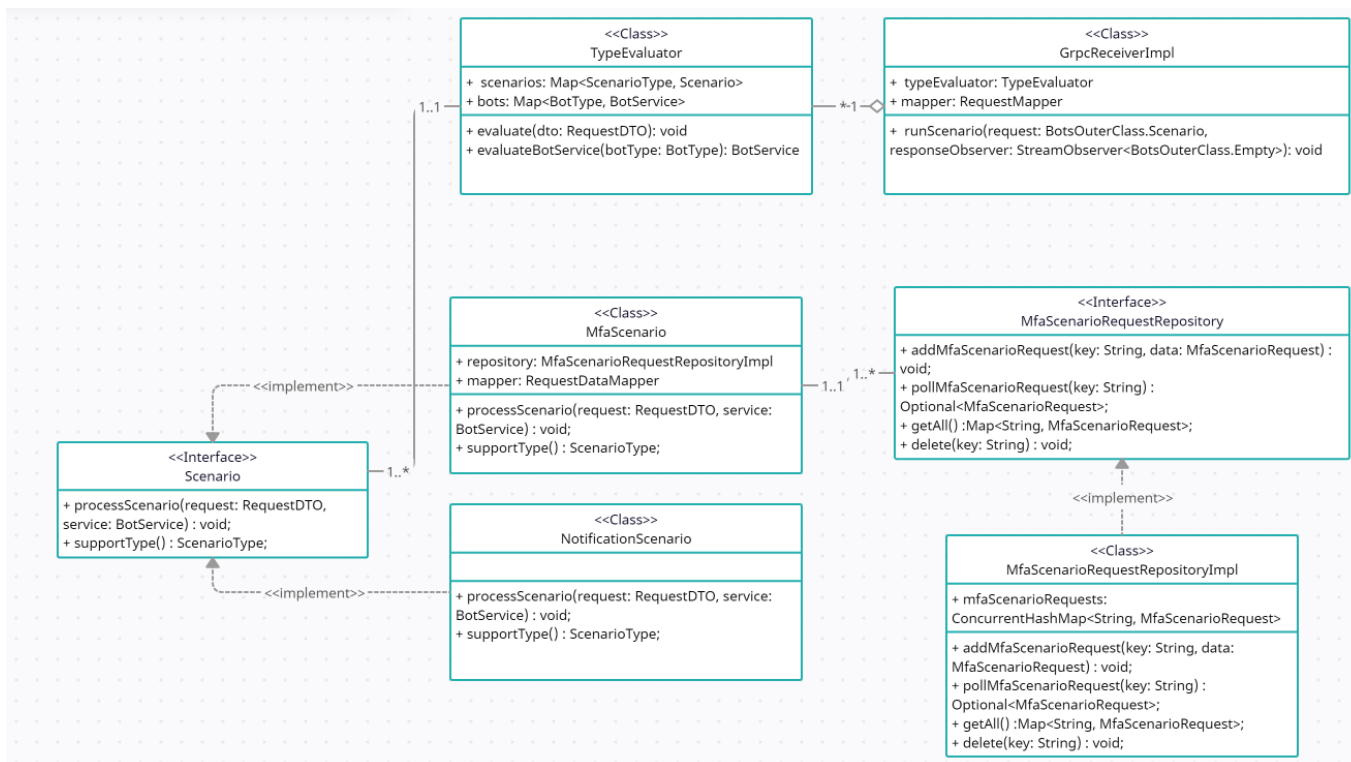 <<Class>>
TypeEvaluator
+ scenarios: Map<ScenarioType, Scenario>
+ bots: Map<BotType, BotService>
+ evaluate(dto: RequestDTO): void
+ evaluateBotService(botType: BotType): BotService
<<Class>>
GrpcReceiverImpl
+ typeEvaluator: TypeEvaluator
+ mapper: RequestMapper
+ runScenario(request: BotsOuterClass.Scenario,
responseObserver: StreamObserver<BotsOuterClass.Empty>): void
1..1
*
1
<<Class>>
MfaScenario
+ repository: MfaScenarioRequestRepositoryImpl
+ mapper: RequestDataMapper
+ processScenario(request: RequestDTO, service:
BotService) : void;
+ supportType() : ScenarioType;
<<Interface>>
MfaScenarioRequestRepository
+ addMfaScenarioRequest(key: String, data: MfaScenarioRequest) :
void;
+ pollMfaScenarioRequest(key: String) :
Optional<MfaScenarioRequest>;
+ getAll() :Map<String, MfaScenarioRequest>;
+ delete(key: String) : void;
1..1
1..*
<<implement>>
<<Interface>>
Scenario
+ processScenario(request: RequestDTO,
service: BotService) : void;
+ supportType() : ScenarioType;
1..*
<<implement>>
<<Class>>
NotificationScenario
+ processScenario(request: RequestDTO, service:
BotService) : void;
+ supportType() : ScenarioType;
<<implement>>
<<Class>>
MfaScenarioRequestRepositoryImpl
+ mfaScenarioRequests:
ConcurrentHashMap<String, MfaScenarioRequest>
+ addMfaScenarioRequest(key: String, data:
MfaScenarioRequest) : void;
+ pollMfaScenarioRequest(key: String) :
Optional<MfaScenarioRequest>;
+ getAll() :Map<String, MfaScenarioRequest>;
+ delete(key: String) : void;